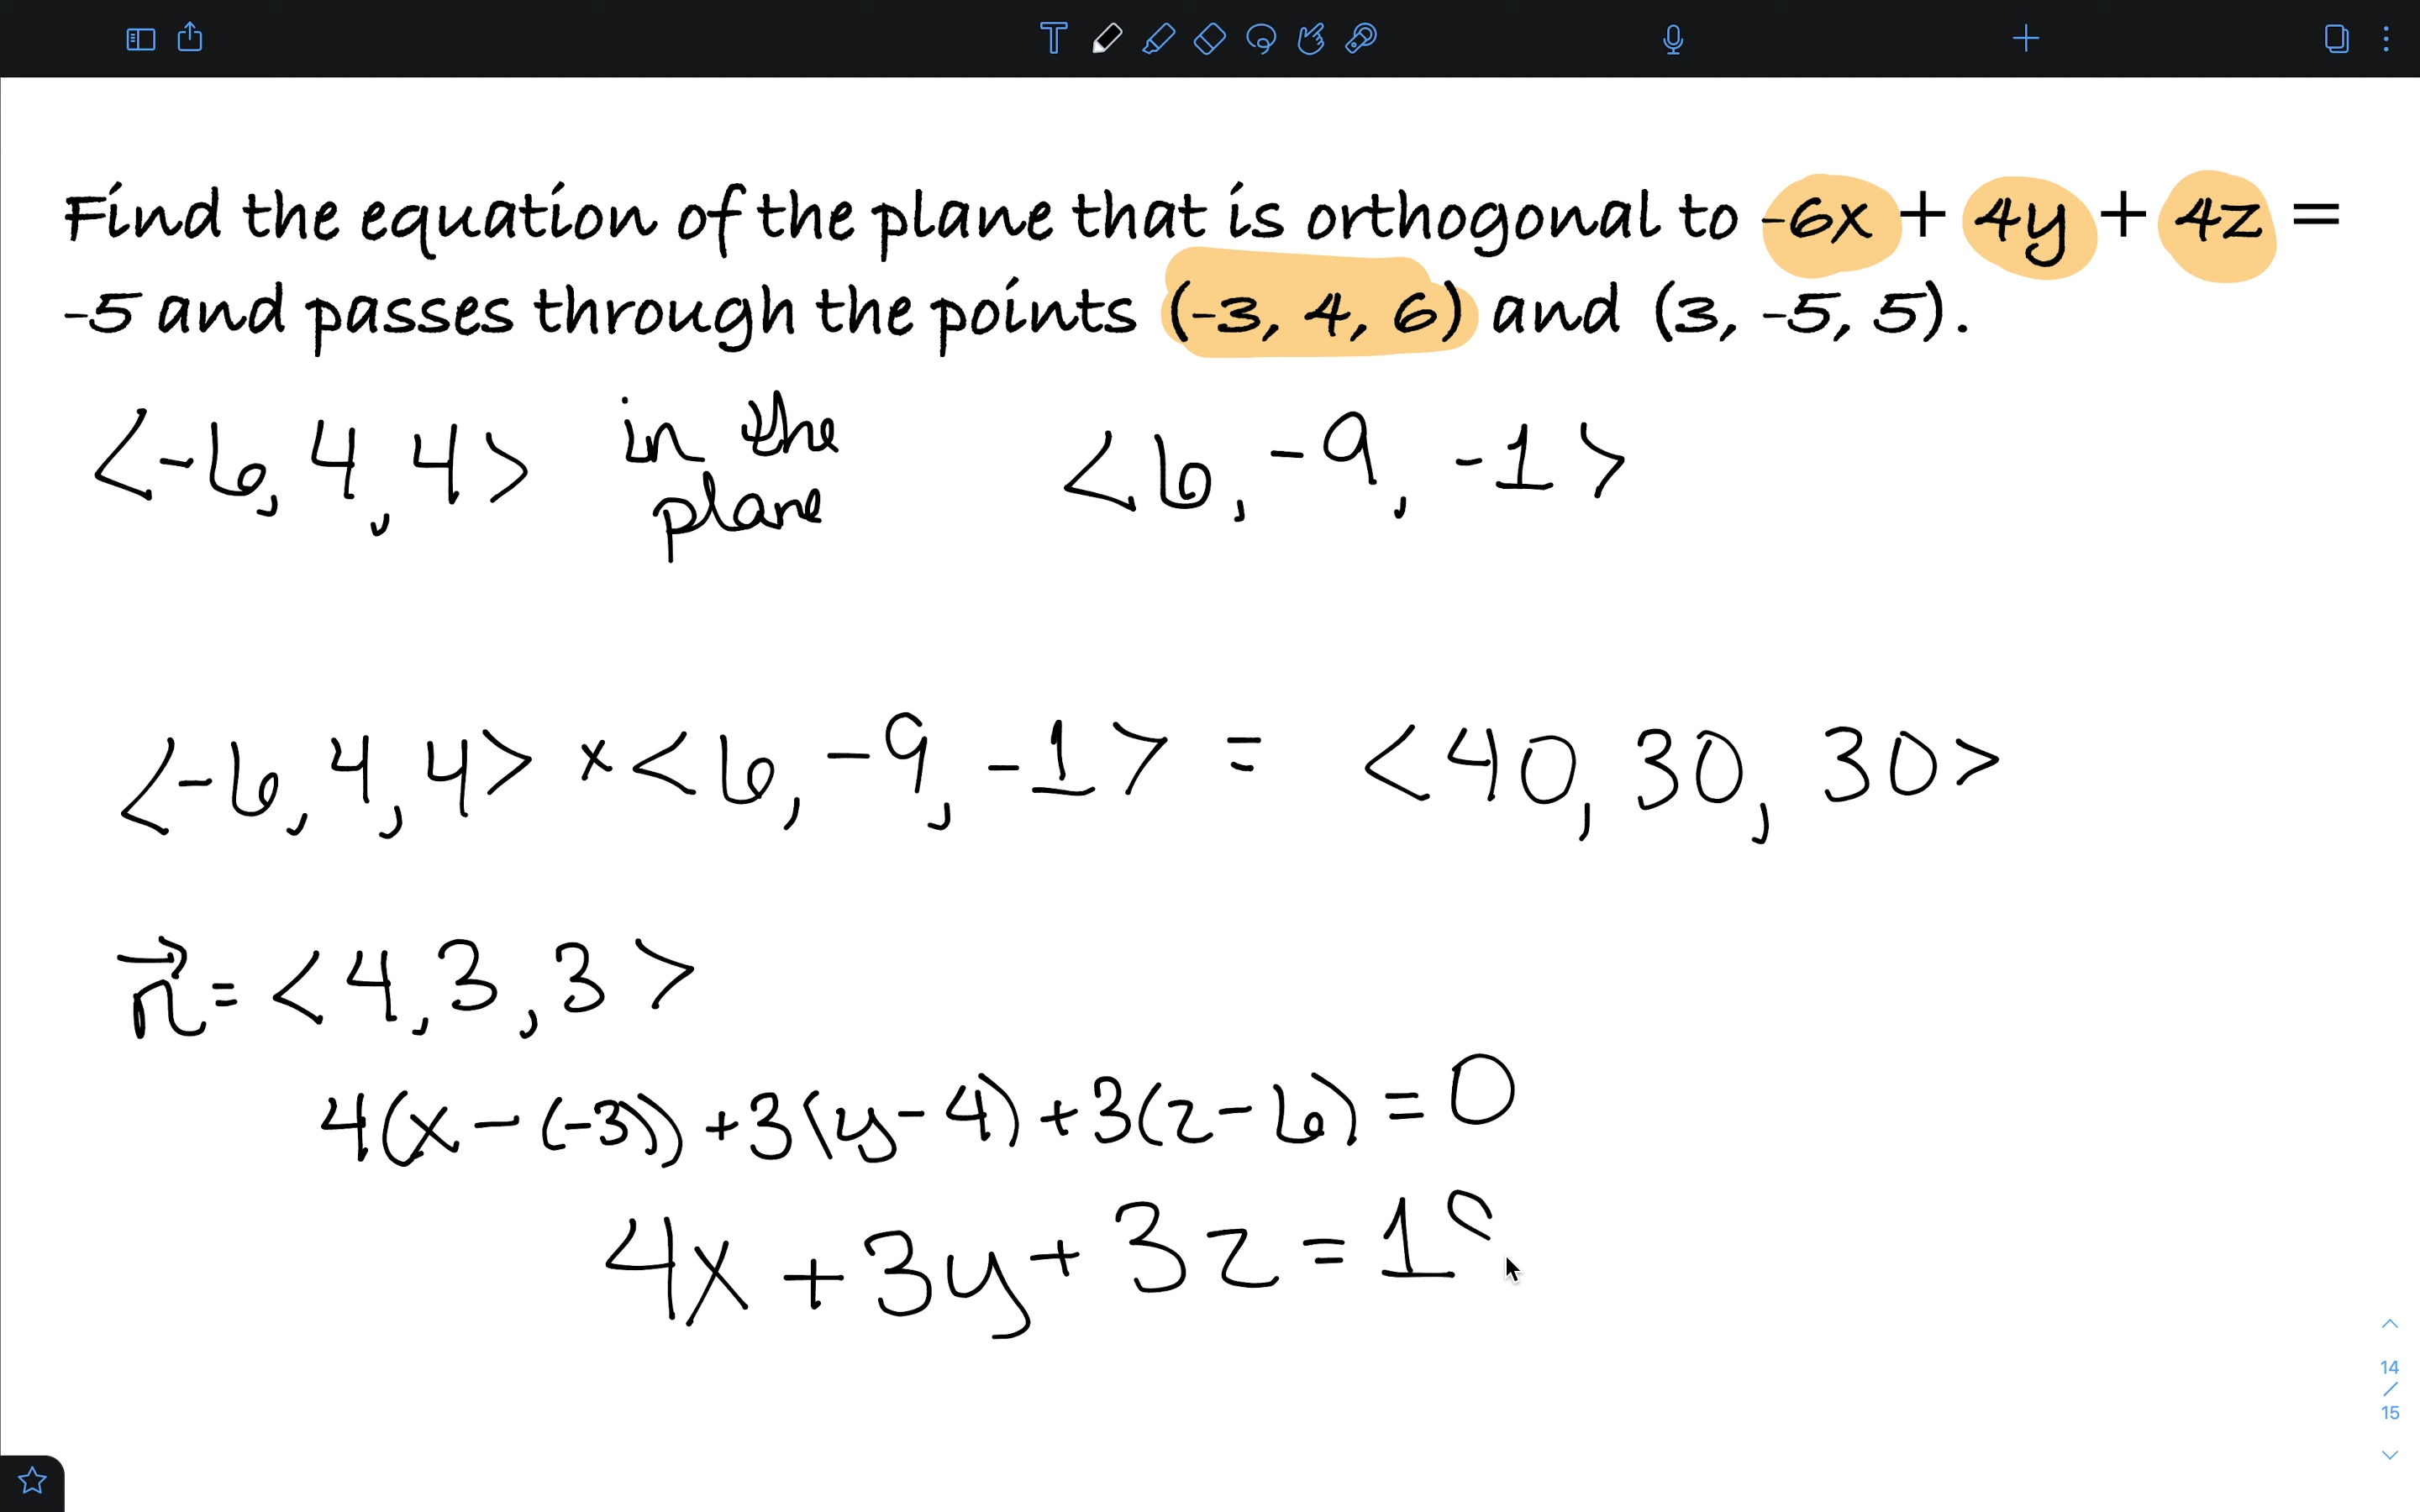 Find the equation of the plane that is orthogonal to -6x + 4y + 4z =
-5 and passes through the points (-3, 4, 6) and (3, -5, 5).
<-6, 4, 4> in the plane <6, -9, -1>
<-6, 4, 4> x <6, -9, -1> = <40, 30, 30>
n = <4, 3, 3>
4(x - (-3)) + 3(y - 4) + 3(z - 6) = 0
4x + 3y + 3z = 1
14
/
15